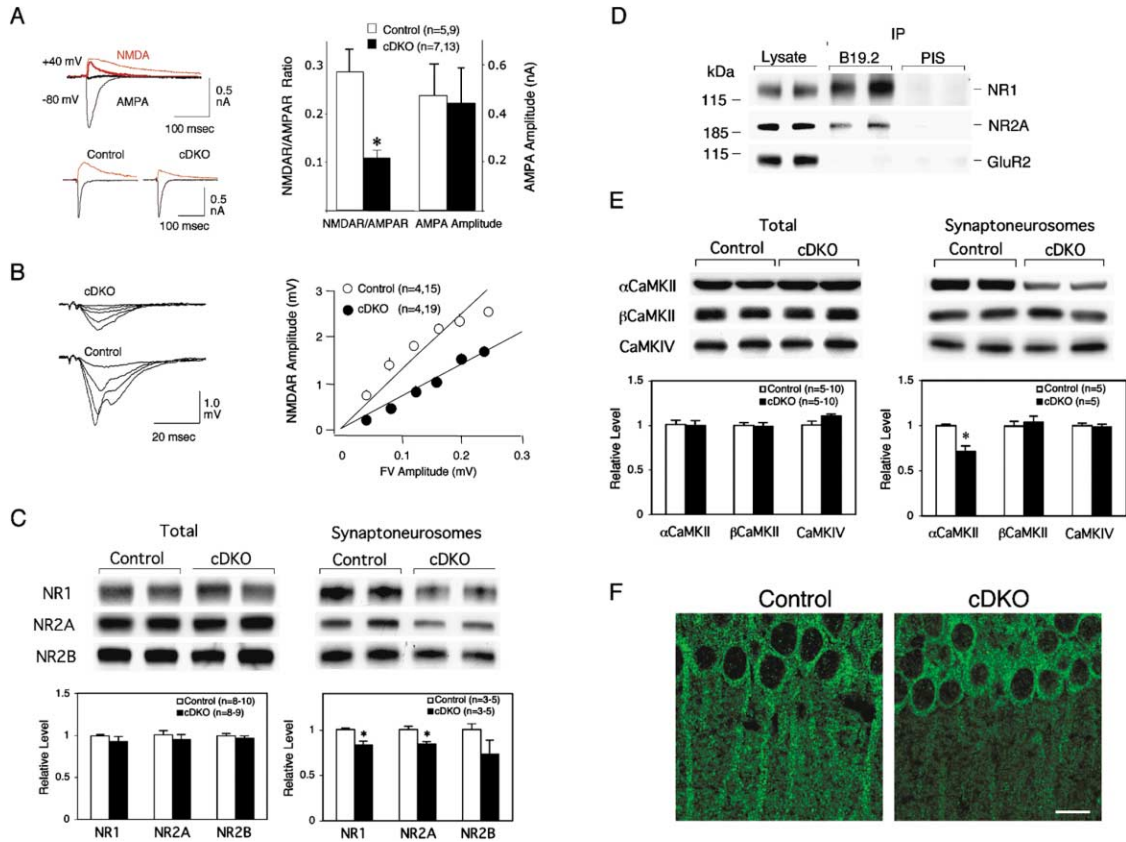 A
+40 mV
NMDA
-80 mV
AMPA
0.5
nA
100 msec
Control
cDKO
0.5
nA
100 msec
Control (n=5,9)
cDKO (n=7,13)
NMDAR/AMPAR Ratio
0.3
0.2
0.1
*
0.6
0.4
0.2
AMPA Amplitude (nA)
NMDAR/AMPAR
AMPA Amplitude
B
cDKO
Control
1.0
mV
20 msec
NMDAR Amplitude (mV)
3
2
1
0
Control (n=4,15)
cDKO (n=4,19)
0
0.1
0.2
0.3
FV Amplitude (mV)
C
Total
Synaptoneurosomes
Control
cDKO
Control
cDKO
NR1
NR2A
NR2B
Relative Level
1.5
1
0.5
0
Control (n=8-10)
cDKO (n=8-9)
NR1
NR2A
NR2B
Relative Level
1.5
1
0.5
0
Control (n=3-5)
cDKO (n=3-5)
*
*
NR1
NR2A
NR2B
D
IP
Lysate
B19.2
PIS
kDa
115
NR1
185
NR2A
115
GluR2
E
Total
Synaptoneurosomes
Control
cDKO
Control
cDKO
αCaMKII
βCaMKII
CaMKIV
Relative Level
1.5
1
0.5
0
Control (n=5-10)
cDKO (n=5-10)
αCaMKII
βCaMKII
CaMKIV
Relative Level
1.5
1
0.5
0
Control (n=5)
cDKO (n=5)
*
αCaMKII
βCaMKII
CaMKIV
F
Control
cDKO